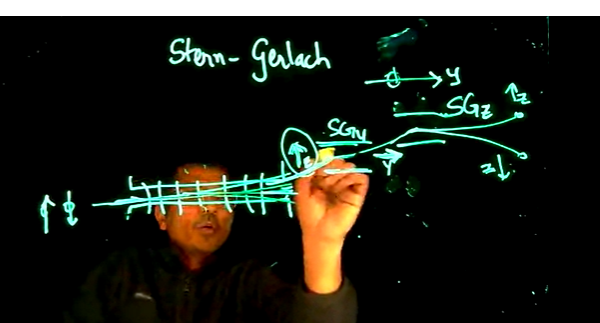 Stern-Gerlach
y
SGz
↑z
SGy
↑z
y
z↓